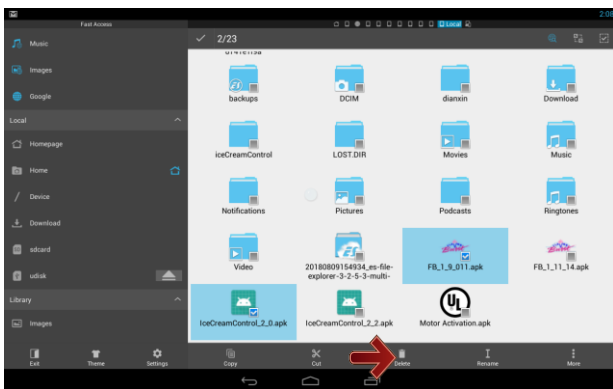 2:08
Fast Access
Local
Music
Images
Google
Local
Homepage
Home
Device
Download
sdcard
udisk
Library
Images
Exit
Theme
Settings
2/23
backups
DCIM
dianxin
Download
iceCreamControl
LOST.DIR
Movies
Music
Notifications
Pictures
Podcasts
Ringtones
Video
20180809154934_es-file-
explorer-3-2-5-3-multi-
FB_1_9_011.apk
FB_1_11_14.apk
IceCreamControl_2_0.apk
IceCreamControl_2_2.apk
UL
Motor Activation.apk
Copy
Cut
Delete
Rename
More